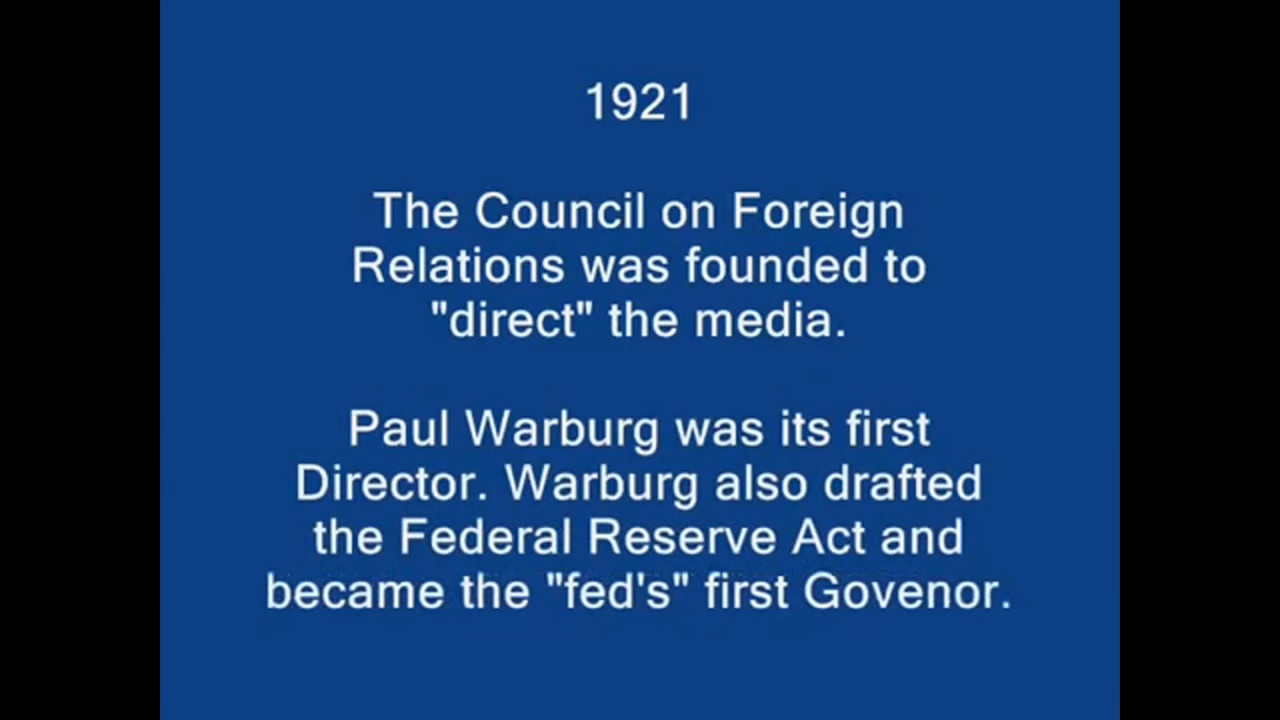 1921
The Council on Foreign
Relations was founded to
"direct" the media.
Paul Warburg was its first
Director. Warburg also drafted
the Federal Reserve Act and
became the "fed's" first Govenor.